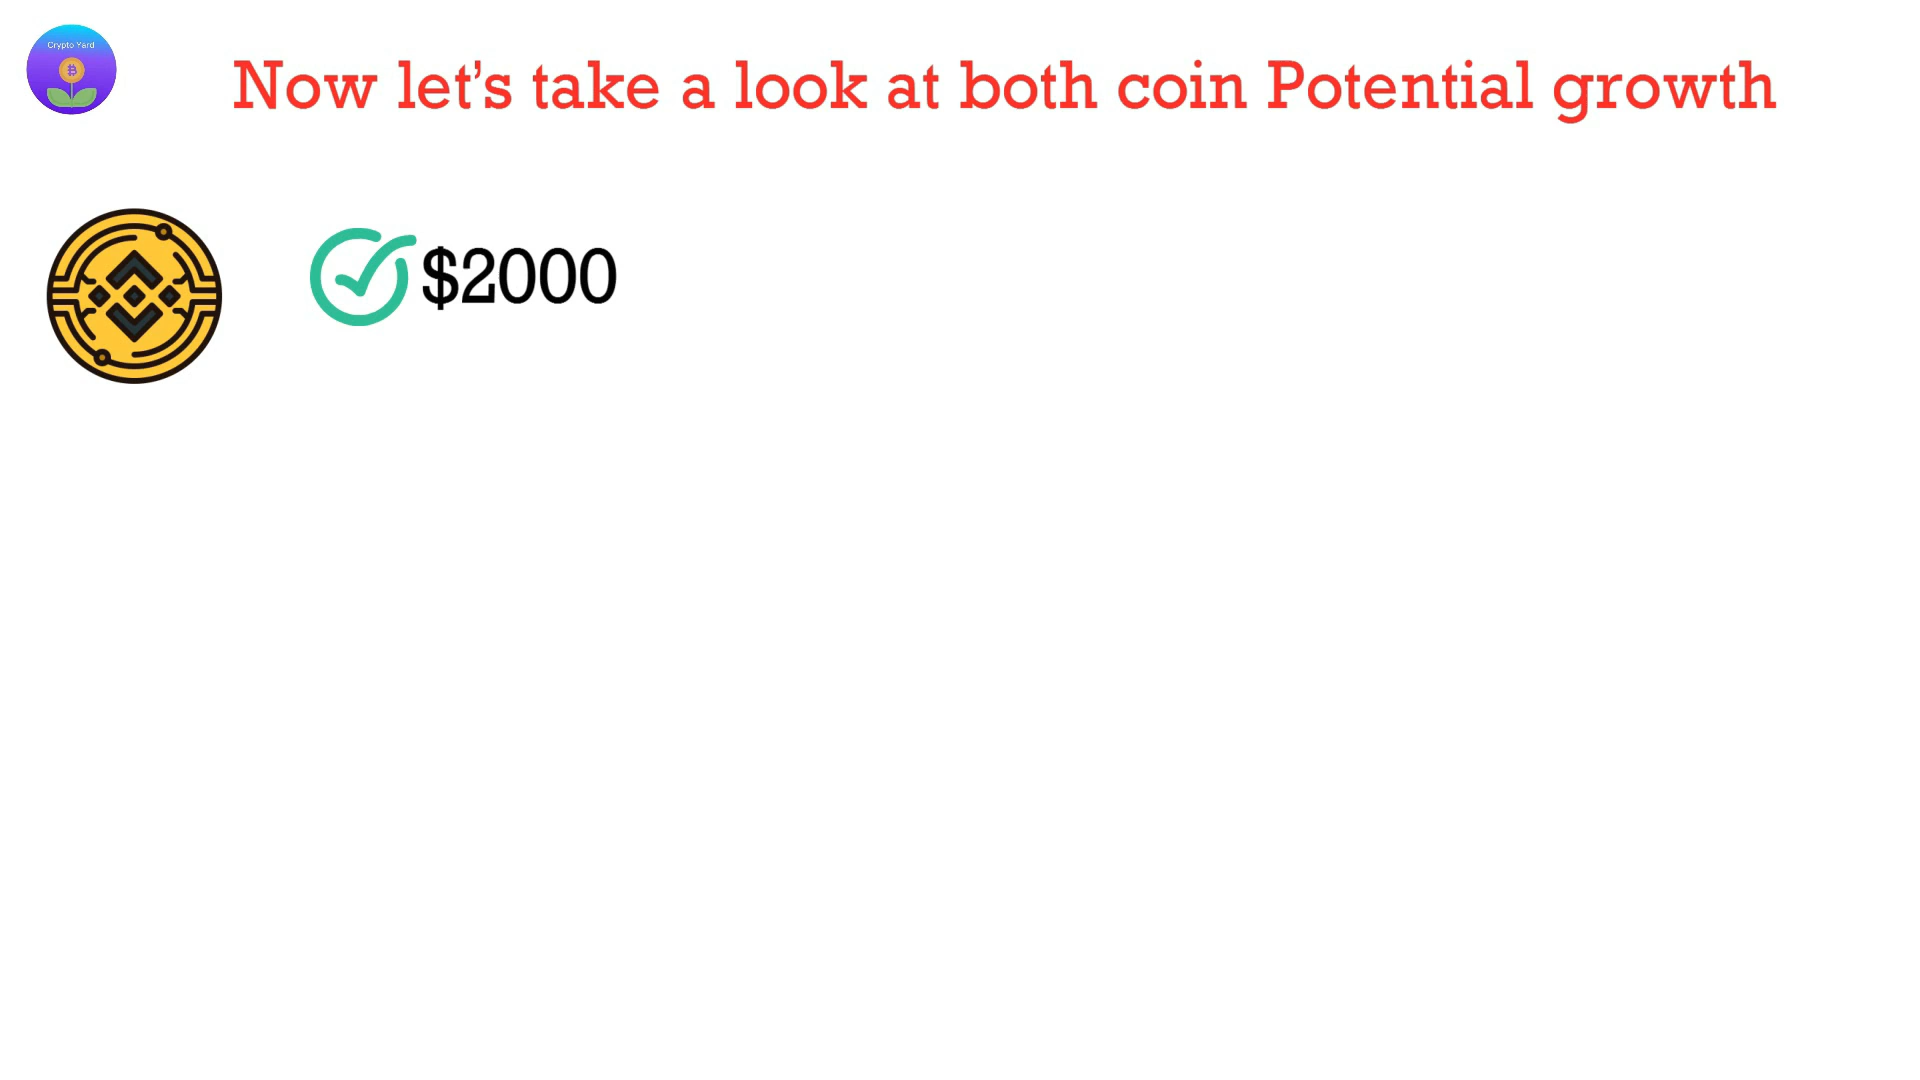 Crypto Yard
Now let’s take a look at both coin Potential growth
$2000